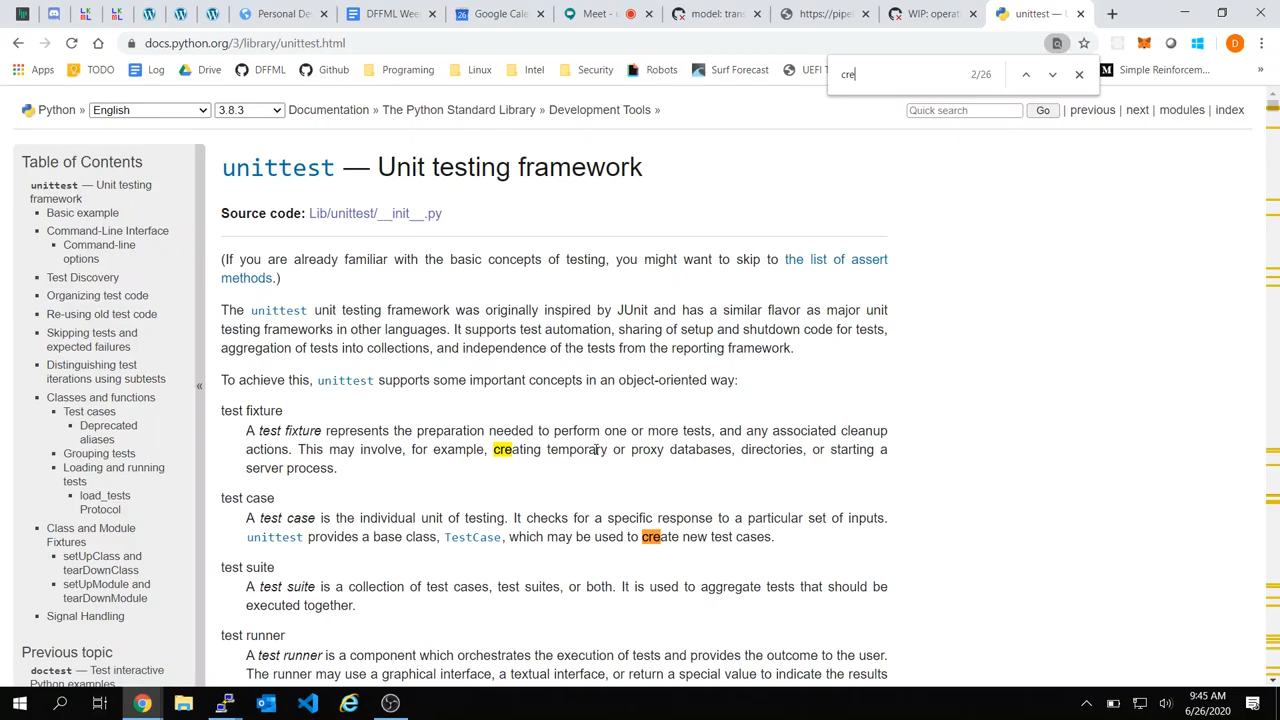 Personal De
DFFML Wee
Google Cale
Meet - u
model: trans
https://pipel
WIP: operati
unittest — U
docs.python.org/3/library/unittest.html
Apps
TODO
Log
Drive
DFFML
Github
Programing
Linux
Intel
Security
Robots
Surf Forecast
UEFI T
Simple Reinforcem...
»
cre
2/26
Python » English 3.8.3 Documentation » The Python Standard Library » Development Tools »
Quick search Go | previous | next | modules | index
Table of Contents
unittest — Unit testing
framework
Basic example
Command-Line Interface
Command-line
options
Test Discovery
Organizing test code
Re-using old test code
Skipping tests and
expected failures
Distinguishing test
iterations using subtests
Classes and functions
Test cases
Deprecated
aliases
Grouping tests
Loading and running
tests
load_tests
Protocol
Class and Module
Fixtures
setUpClass and
tearDownClass
setUpModule and
tearDownModule
Signal Handling
Previous topic
doctest — Test interactive
Python examples
«
unittest — Unit testing framework
Source code: Lib/unittest/__init__.py
(If you are already familiar with the basic concepts of testing, you might want to skip to the list of assert
methods.)
The unittest unit testing framework was originally inspired by JUnit and has a similar flavor as major unit
testing frameworks in other languages. It supports test automation, sharing of setup and shutdown code for tests,
aggregation of tests into collections, and independence of the tests from the reporting framework.
To achieve this, unittest supports some important concepts in an object-oriented way:
test fixture
A test fixture represents the preparation needed to perform one or more tests, and any associated cleanup
actions. This may involve, for example, creating temporary or proxy databases, directories, or starting a
server process.
test case
A test case is the individual unit of testing. It checks for a specific response to a particular set of inputs.
unittest provides a base class, TestCase, which may be used to create new test cases.
test suite
A test suite is a collection of test cases, test suites, or both. It is used to aggregate tests that should be
executed together.
test runner
A test runner is a component which orchestrates the execution of tests and provides the outcome to the user.
The runner may use a graphical interface, a textual interface, or return a special value to indicate the results
9:45 AM
6/26/2020